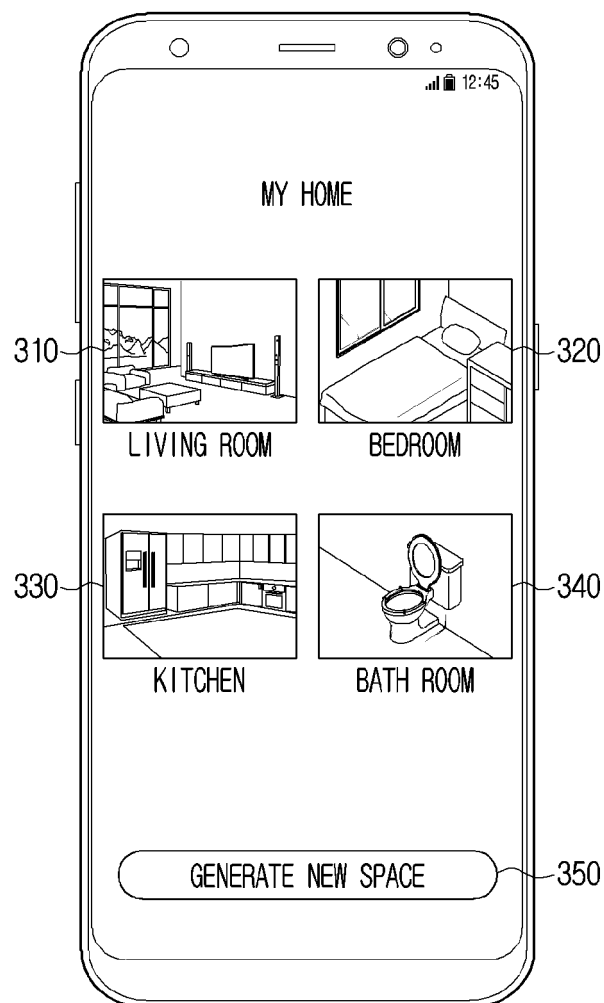 12:45
MY HOME
310
320
LIVING ROOM
BEDROOM
330
340
KITCHEN
BATH ROOM
GENERATE NEW SPACE
350